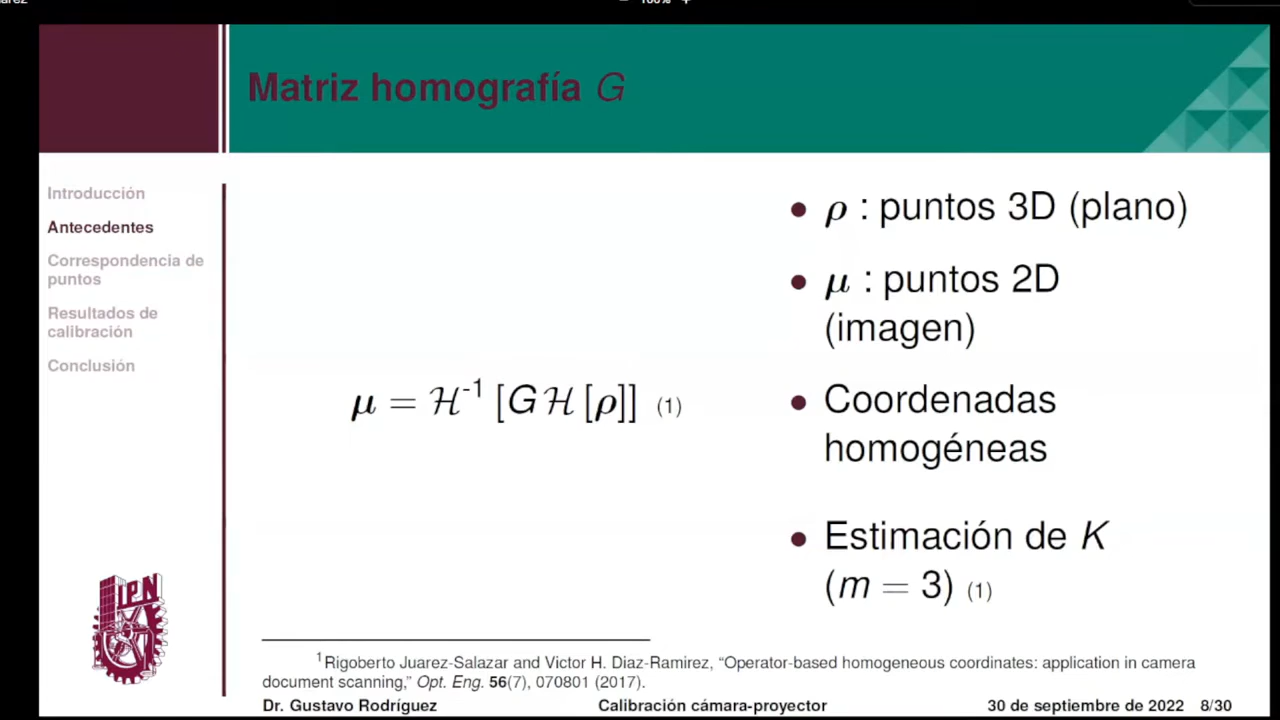 Matriz homografía G
Introducción
Antecedentes
Correspondencia de
puntos
Resultados de
calibración
Conclusión
IPN
μ = ℋ⁻¹ [G ℋ [ρ]] (1)
• ρ : puntos 3D (plano)
• μ : puntos 2D
(imagen)
• Coordenadas
homogéneas
• Estimación de K
(m = 3) (1)
¹Rigoberto Juarez-Salazar and Victor H. Diaz-Ramirez, “Operator-based homogeneous coordinates: application in camera
document scanning,” Opt. Eng. 56(7), 070801 (2017).
Dr. Gustavo Rodríguez Calibración cámara-proyector 30 de septiembre de 2022 8/30